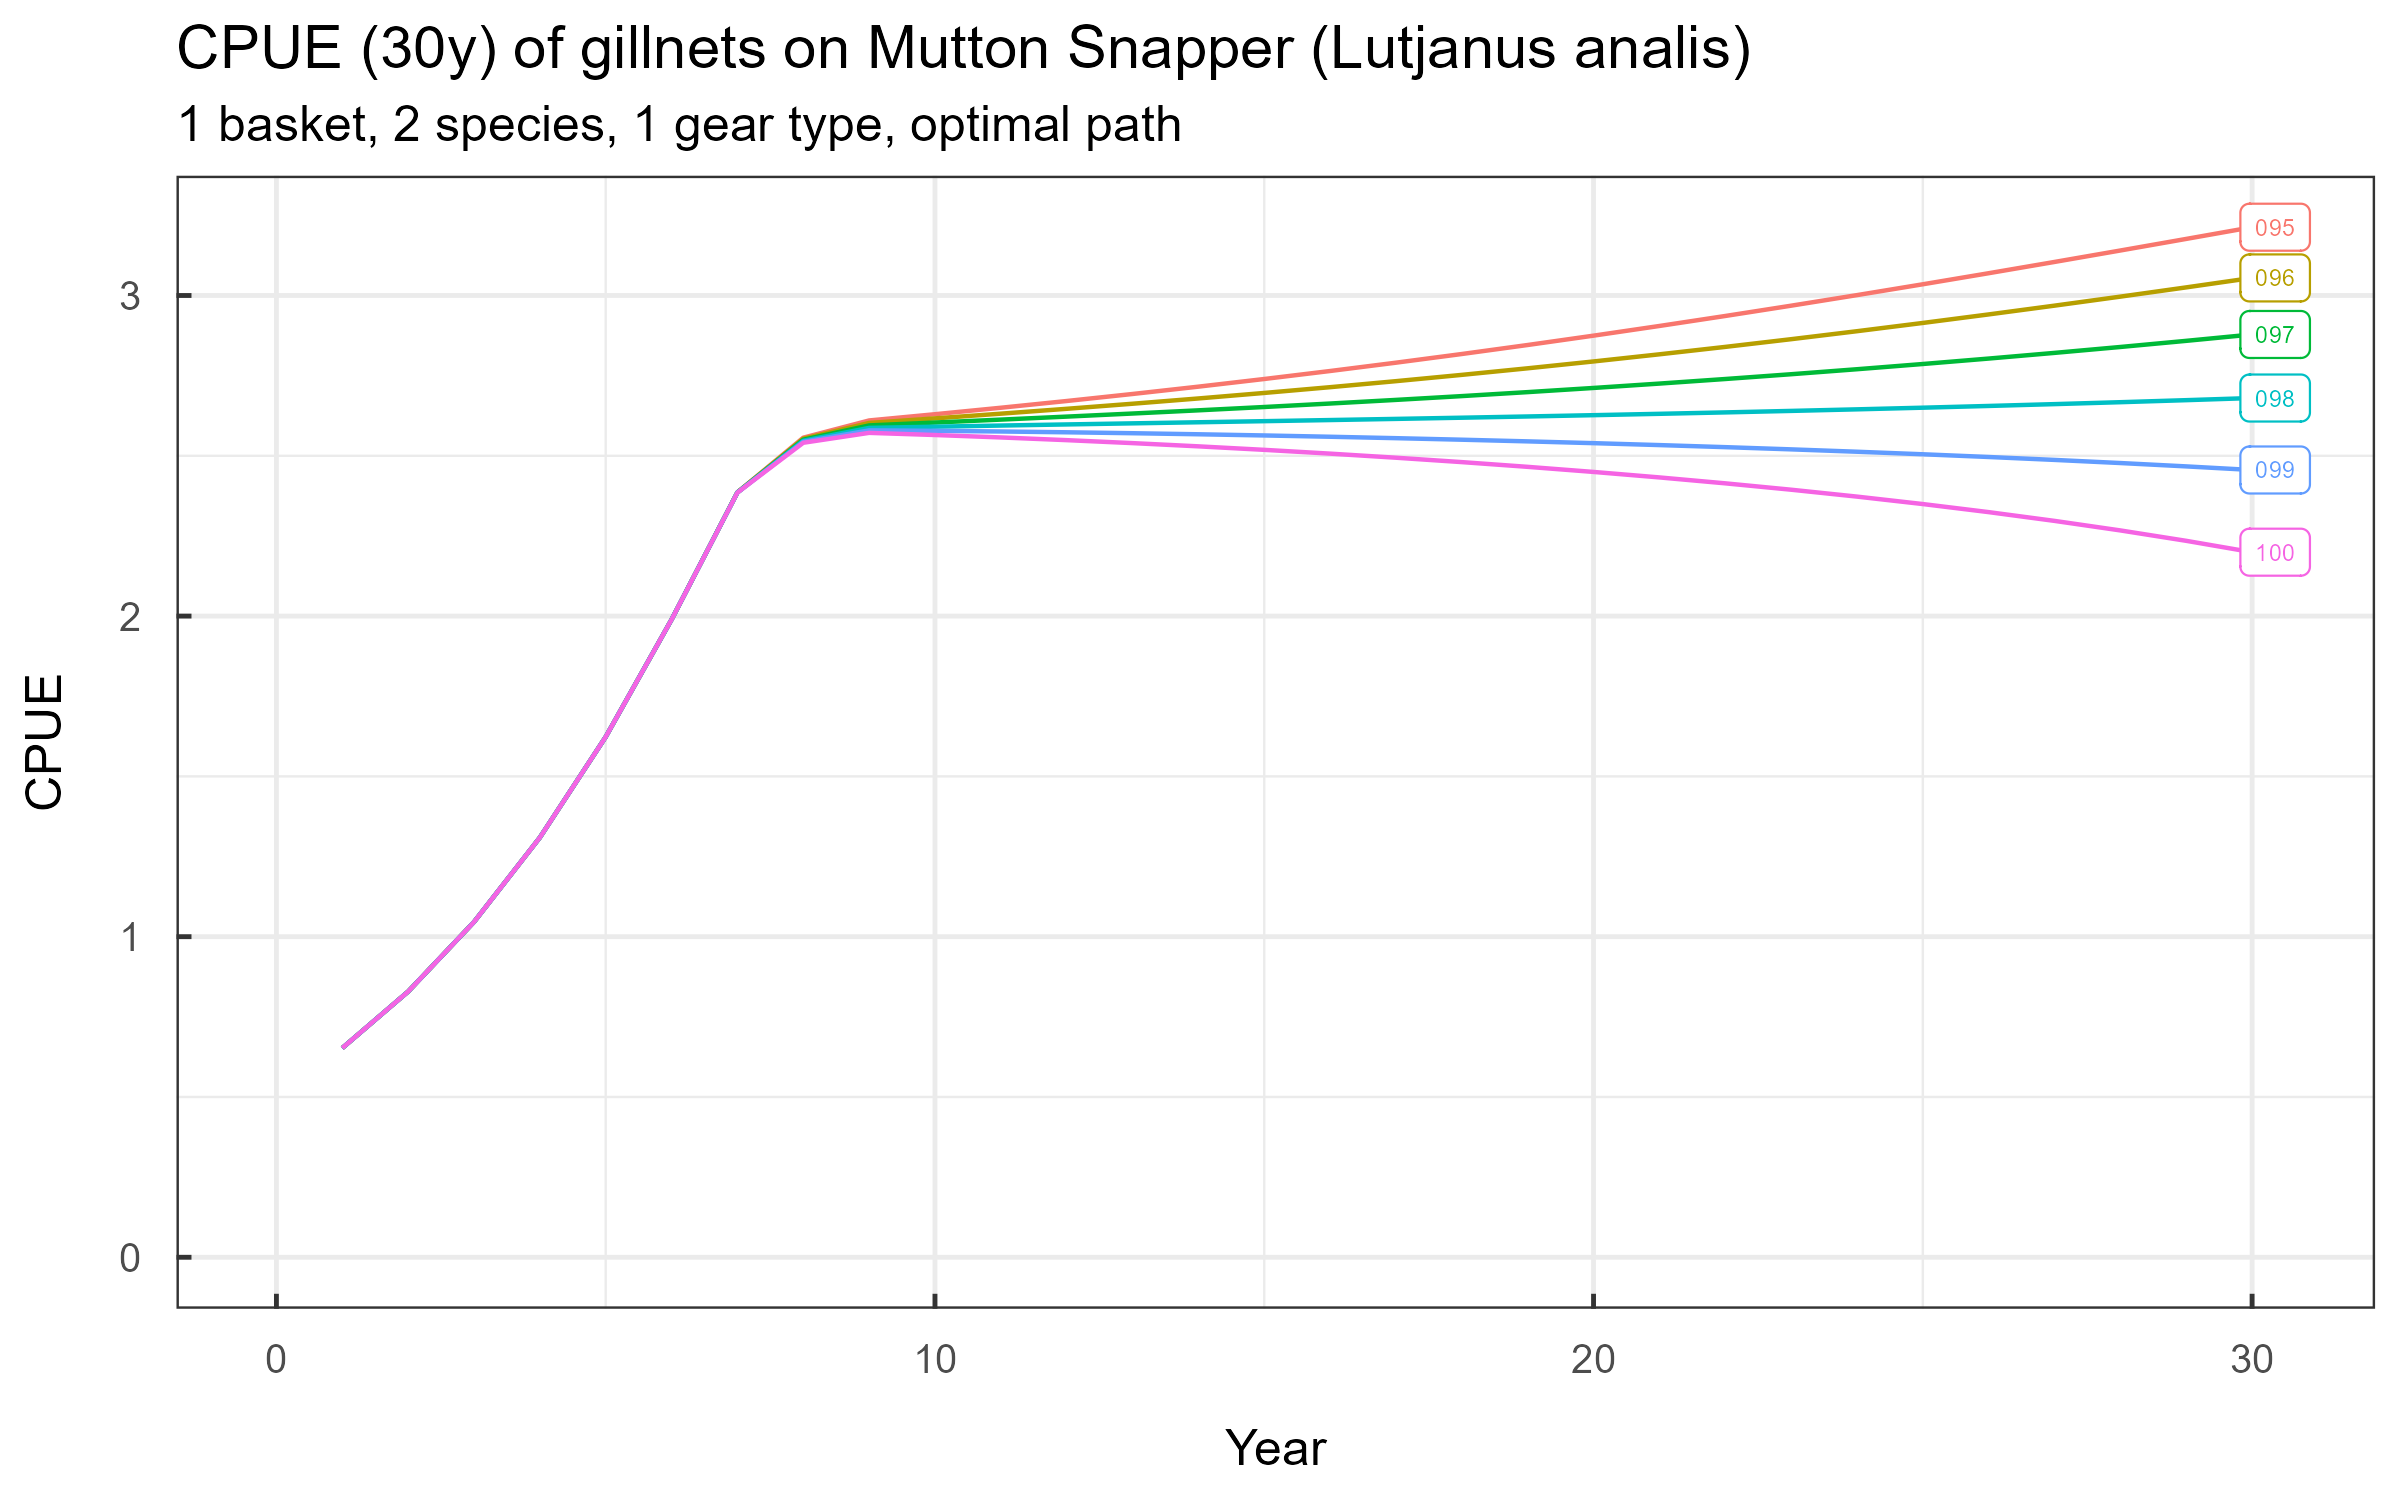 CPUE (30y) of gillnets on Mutton Snapper (Lutjanus analis)
1 basket, 2 species, 1 gear type, optimal path
CPUE
3
2
1
0
095
096
097
098
099
100
0 10 20 30
Year